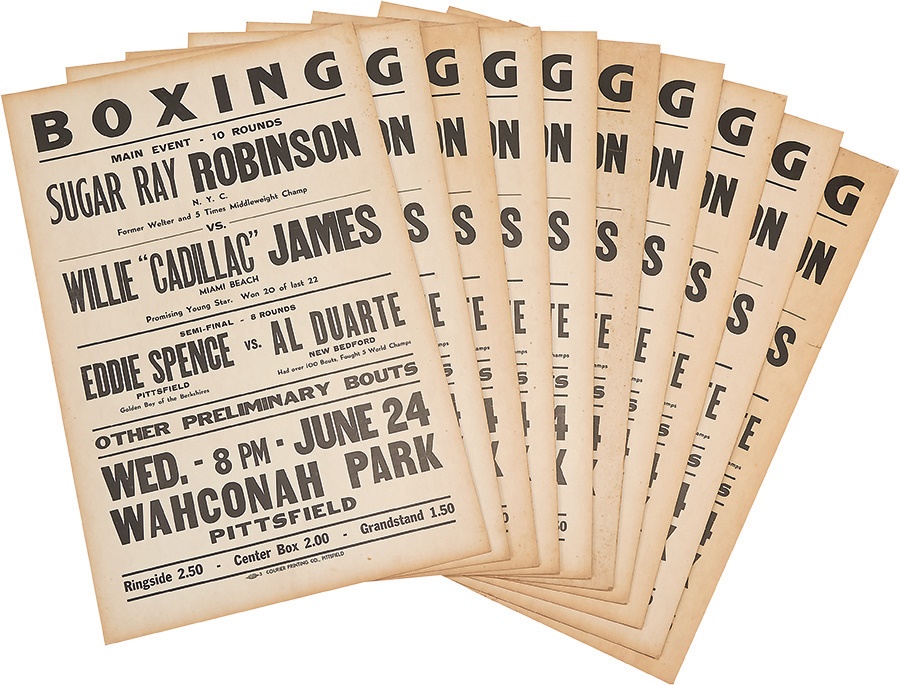 BOXING
MAIN EVENT - 10 ROUNDS
SUGAR RAY ROBINSON
N. Y. C.
Former Welter and 5 Times Middleweight Champ
VS.
WILLIE "CADILLAC" JAMES
MIAMI BEACH
Promising Young Star. Won 20 of last 22
SEMI-FINAL - 8 ROUNDS
EDDIE SPENCE VS. AL DUARTE
PITTSFIELD NEW BEDFORD
Golden Boy of the Berkshires Had over 100 Bouts, Fought 5 World Champs
OTHER PRELIMINARY BOUTS
WED. - 8 PM - JUNE 24
WAHCONAH PARK
PITTSFIELD
Ringside 2.50 - Center Box 2.00 - Grandstand 1.50
COURIER PRINTING CO., PITTSFIELD